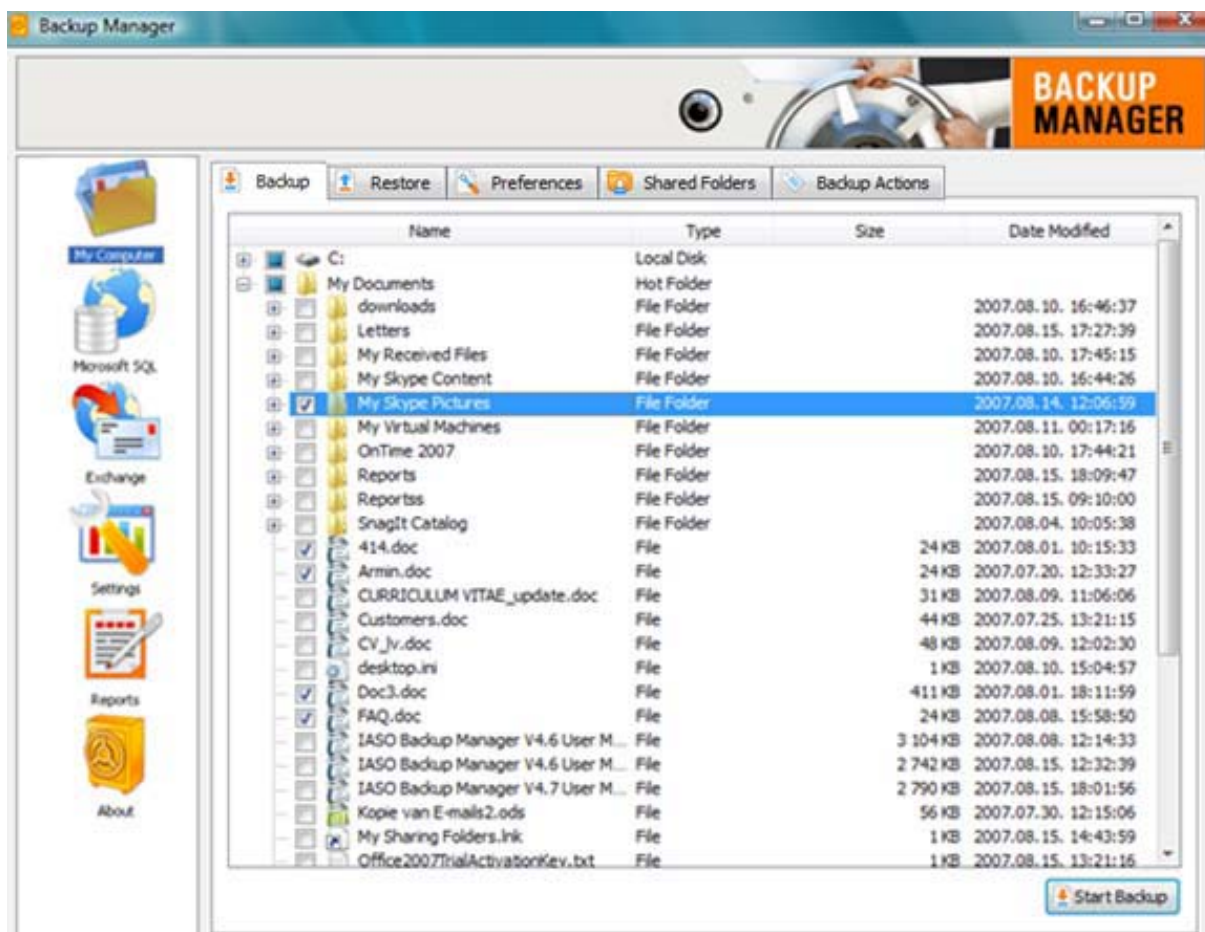 Backup Manager
BACKUP
MANAGER
My Computer
Microsoft SQL
Exchange
Settings
Reports
About
Backup Restore Preferences Shared Folders Backup Actions
Name Type Size Date Modified
C: Local Disk
My Documents Hot Folder
downloads File Folder 2007.08.10. 16:46:37
Letters File Folder 2007.08.15. 17:27:39
My Received Files File Folder 2007.08.10. 17:45:15
My Skype Content File Folder 2007.08.10. 16:44:26
My Skype Pictures File Folder 2007.08.14. 12:06:59
My Virtual Machines File Folder 2007.08.11. 00:17:16
OnTime 2007 File Folder 2007.08.10. 17:44:21
Reports File Folder 2007.08.15. 18:09:47
Reportss File Folder 2007.08.15. 09:10:00
SnagIt Catalog File Folder 2007.08.04. 10:05:38
414.doc File 24 KB 2007.08.01. 10:15:33
Armin.doc File 24 KB 2007.07.20. 12:33:27
CURRICULUM VITAE_update.doc File 31 KB 2007.08.09. 11:06:06
Customers.doc File 44 KB 2007.07.25. 13:21:15
CV_lv.doc File 48 KB 2007.08.09. 12:02:30
desktop.ini File 1 KB 2007.08.10. 15:04:57
Doc3.doc File 411 KB 2007.08.01. 18:11:59
FAQ.doc File 24 KB 2007.08.08. 15:58:50
IASO Backup Manager V4.6 User M... File 3 104 KB 2007.08.08. 12:14:33
IASO Backup Manager V4.6 User M... File 2 742 KB 2007.08.15. 12:32:39
IASO Backup Manager V4.7 User M... File 2 790 KB 2007.08.15. 18:01:56
Kopie van E-mails2.ods File 56 KB 2007.07.30. 12:15:06
My Sharing Folders.lnk File 1 KB 2007.08.15. 14:43:59
Office2007TrialActivationKey.txt File 1 KB 2007.08.15. 13:21:16
Start Backup